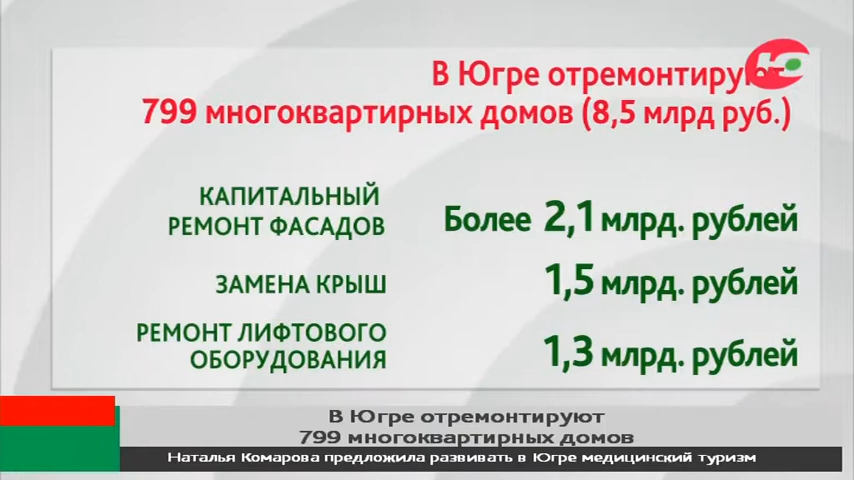 В Югре отремонтируют
799 многоквартирных домов (8,5 млрд руб.)
КАПИТАЛЬНЫЙ
РЕМОНТ ФАСАДОВ
Более 2,1 млрд. рублей
ЗАМЕНА КРЫШ
1,5 млрд. рублей
РЕМОНТ ЛИФТОВОГО
ОБОРУДОВАНИЯ
1,3 млрд. рублей
В Югре отремонтируют
799 многоквартирных домов
Наталья Комарова предложила развивать в Югре медицинский туризм